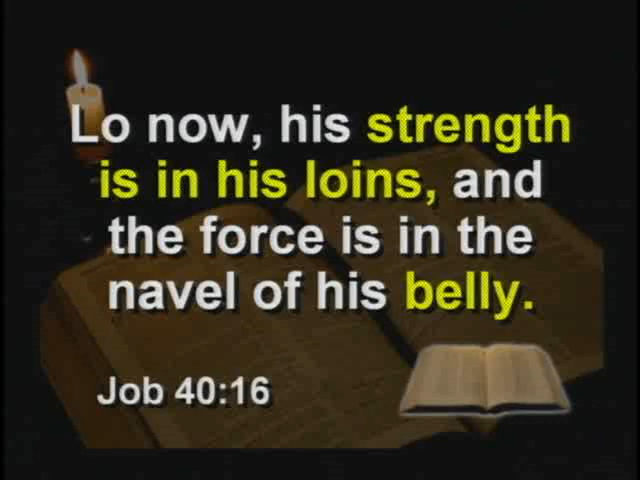 Lo now, his strength
is in his loins, and
the force is in the
navel of his belly.
Job 40:16